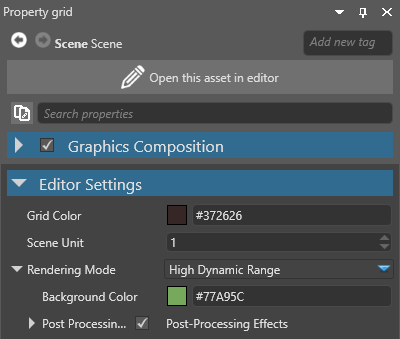 Property grid
Scene Scene
Add new tag
Open this asset in editor
Search properties
Graphics Composition
Editor Settings
Grid Color #372626
Scene Unit 1
Rendering Mode High Dynamic Range
Background Color #77A95C
Post Processin... Post-Processing Effects